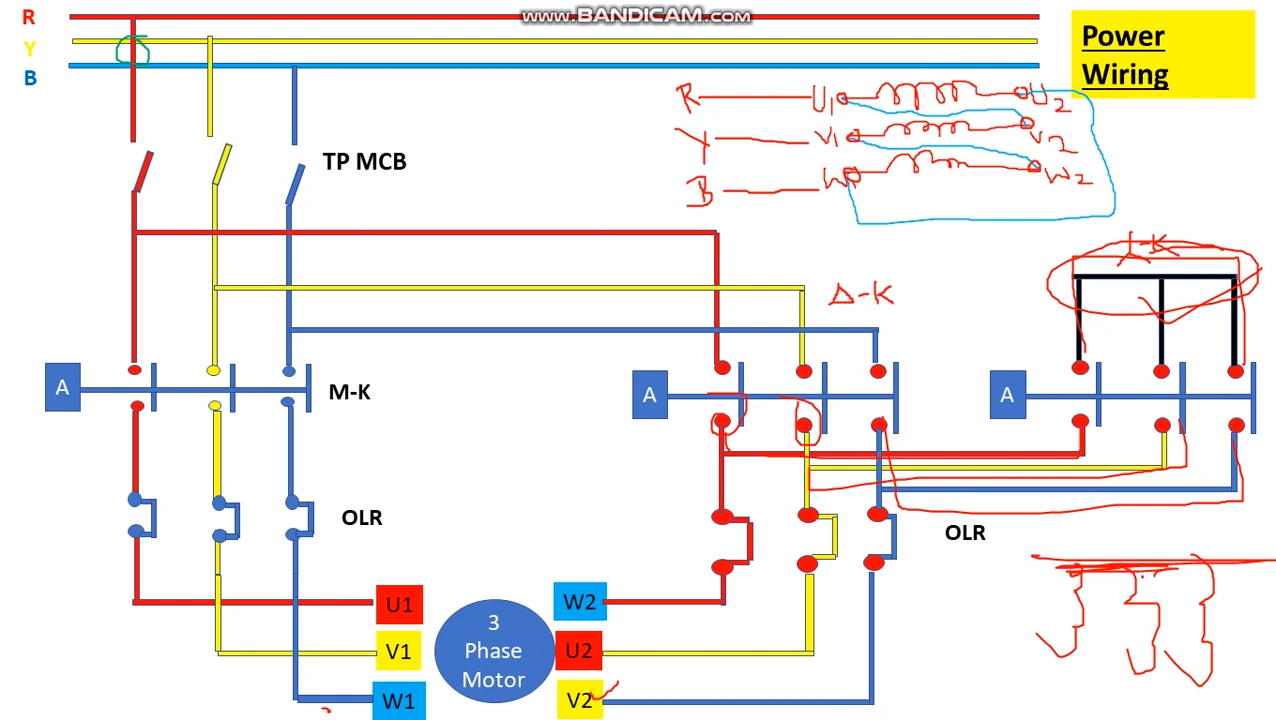 www.BANDICAM.com
R
Y
B
Power
Wiring
R U1 U2
Y V1 V2
B W1 W2
TP MCB
Δ-K
A
M-K
A
A
OLR
OLR
U1
V1
W1
3
Phase
Motor
W2
U2
V2